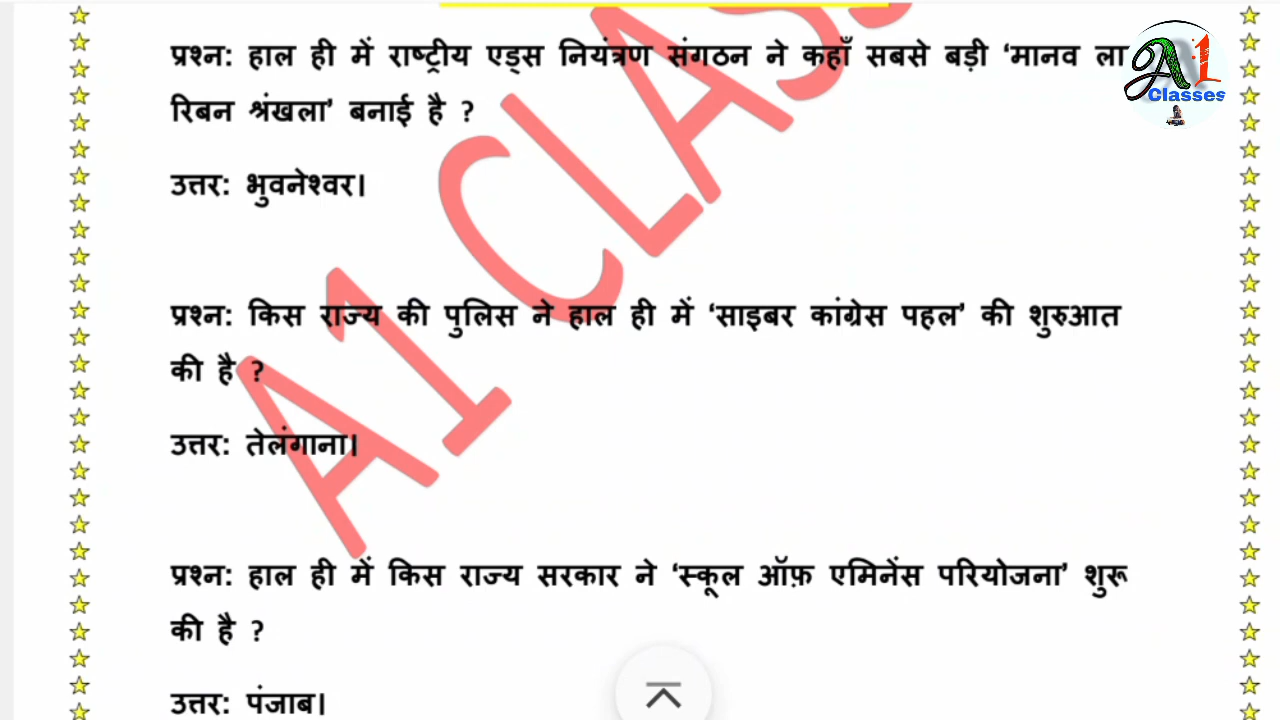 प्रश्न: हाल ही में राष्ट्रीय एड्स नियंत्रण संगठन ने कहाँ सबसे बड़ी ‘मानव ला
रिबन श्रंखला’ बनाई है ?
उत्तर: भुवनेश्वर।
प्रश्न: किस राज्य की पुलिस ने हाल ही में ‘साइबर कांग्रेस पहल’ की शुरुआत
की है ?
उत्तर: तेलंगाना।
प्रश्न: हाल ही में किस राज्य सरकार ने ‘स्कूल ऑफ़ एमिनेंस परियोजना’ शुरू
की है ?
उत्तर: पंजाब।
A1 CLASS
A1
Classes